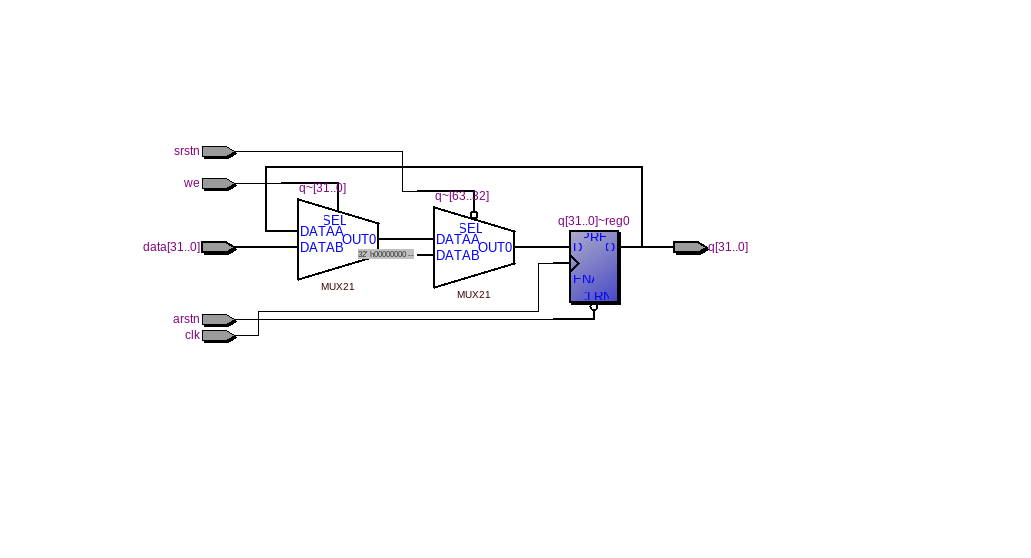 srstn
we
q~[31..0]
q~[63..32]
SEL
SEL
q[31..0]~reg0
DATAA
OUT0
DATAA
PRE
data[31..0]
DATAB
OUT0
D
Q
q[31..0]
32' h00000000 --
DATAB
ENA
MUX21
MUX21
CLRN
arstn
clk